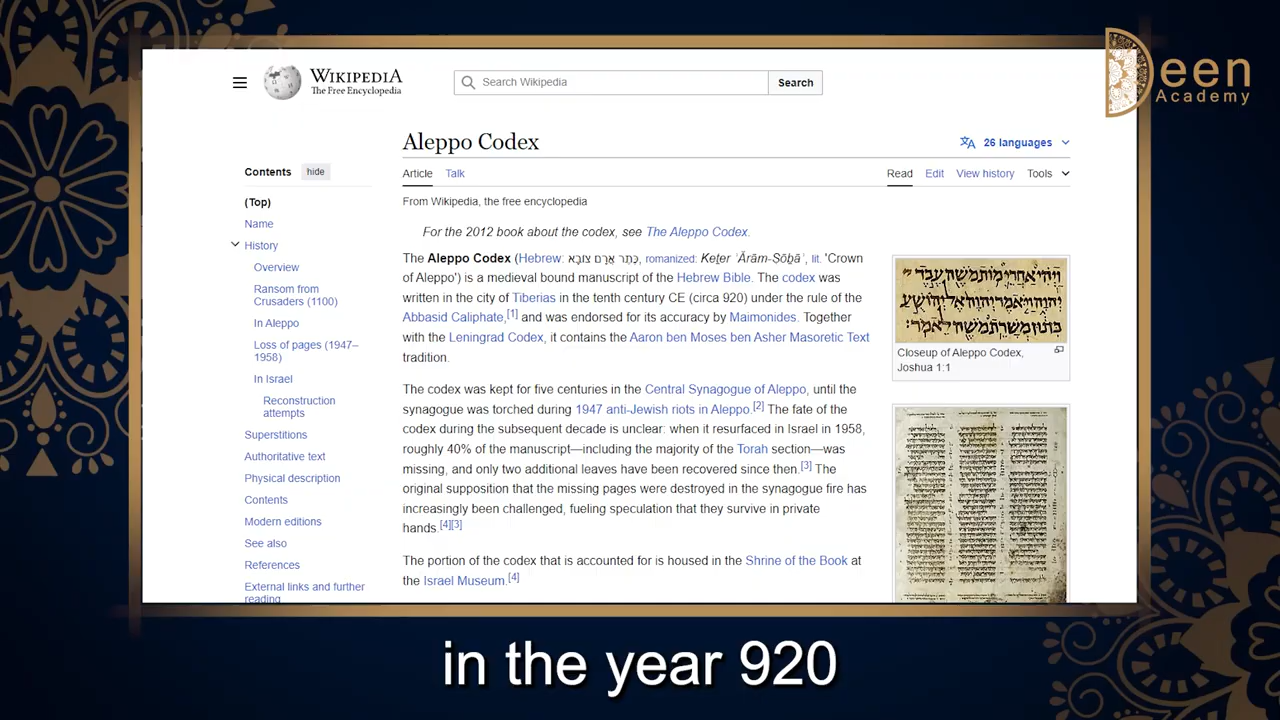 Deen
Academy
WIKIPEDIA
The Free Encyclopedia
Search Wikipedia
Search
Aleppo Codex
26 languages
Contents
hide
Article
Talk
Read
Edit
View history
Tools
(Top)
Name
History
Overview
Ransom from
Crusaders (1100)
In Aleppo
Loss of pages (1947–
1958)
In Israel
Reconstruction
attempts
Superstitions
Authoritative text
Physical description
Contents
Modern editions
See also
References
External links and further
reading
From Wikipedia, the free encyclopedia
For the 2012 book about the codex, see The Aleppo Codex.
The Aleppo Codex (Hebrew: כֶּתֶר אֲרָם צוֹבָא, romanized: Keṯer ʾĂrām-Ṣōḇāʾ, lit. 'Crown
of Aleppo') is a medieval bound manuscript of the Hebrew Bible. The codex was
written in the city of Tiberias in the tenth century CE (circa 920) under the rule of the
Abbasid Caliphate,[1] and was endorsed for its accuracy by Maimonides. Together
with the Leningrad Codex, it contains the Aaron ben Moses ben Asher Masoretic Text
tradition.
The codex was kept for five centuries in the Central Synagogue of Aleppo, until the
synagogue was torched during 1947 anti-Jewish riots in Aleppo.[2] The fate of the
codex during the subsequent decade is unclear: when it resurfaced in Israel in 1958,
roughly 40% of the manuscript—including the majority of the Torah section—was
missing, and only two additional leaves have been recovered since then.[3] The
original supposition that the missing pages were destroyed in the synagogue fire has
increasingly been challenged, fueling speculation that they survive in private
hands.[4][3]
The portion of the codex that is accounted for is housed in the Shrine of the Book at
the Israel Museum.[4]
Closeup of Aleppo Codex,
Joshua 1:1
in the year 920